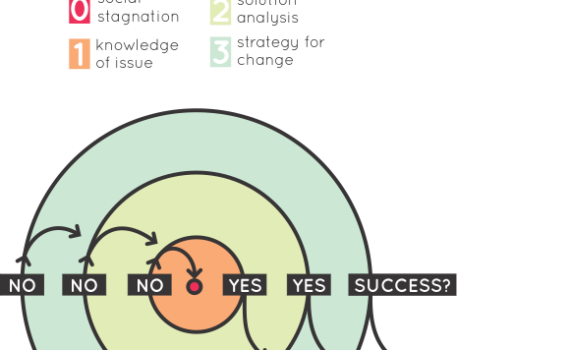 0 social
stagnation
2 solution
analysis
1 knowledge
of issue
3 strategy for
change
NO NO NO YES YES SUCCESS?